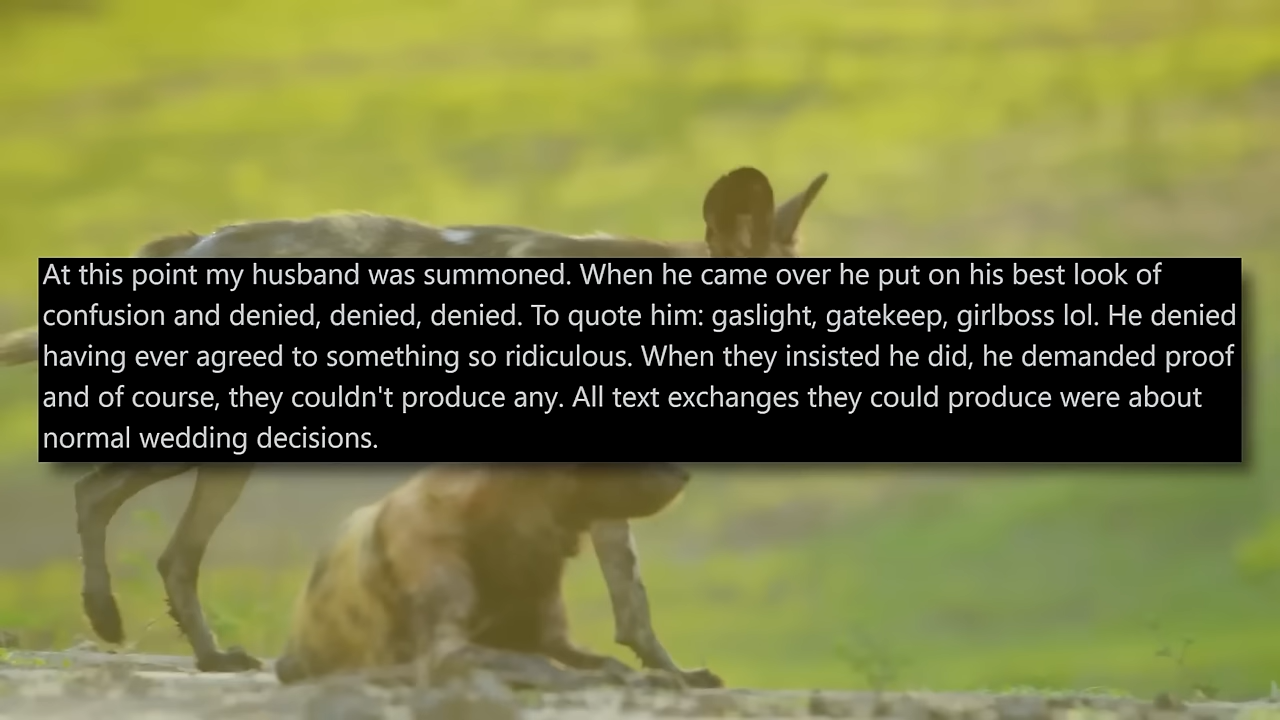 At this point my husband was summoned. When he came over he put on his best look of
confusion and denied, denied, denied. To quote him: gaslight, gatekeep, girlboss lol. He denied
having ever agreed to something so ridiculous. When they insisted he did, he demanded proof
and of course, they couldn't produce any. All text exchanges they could produce were about
normal wedding decisions.